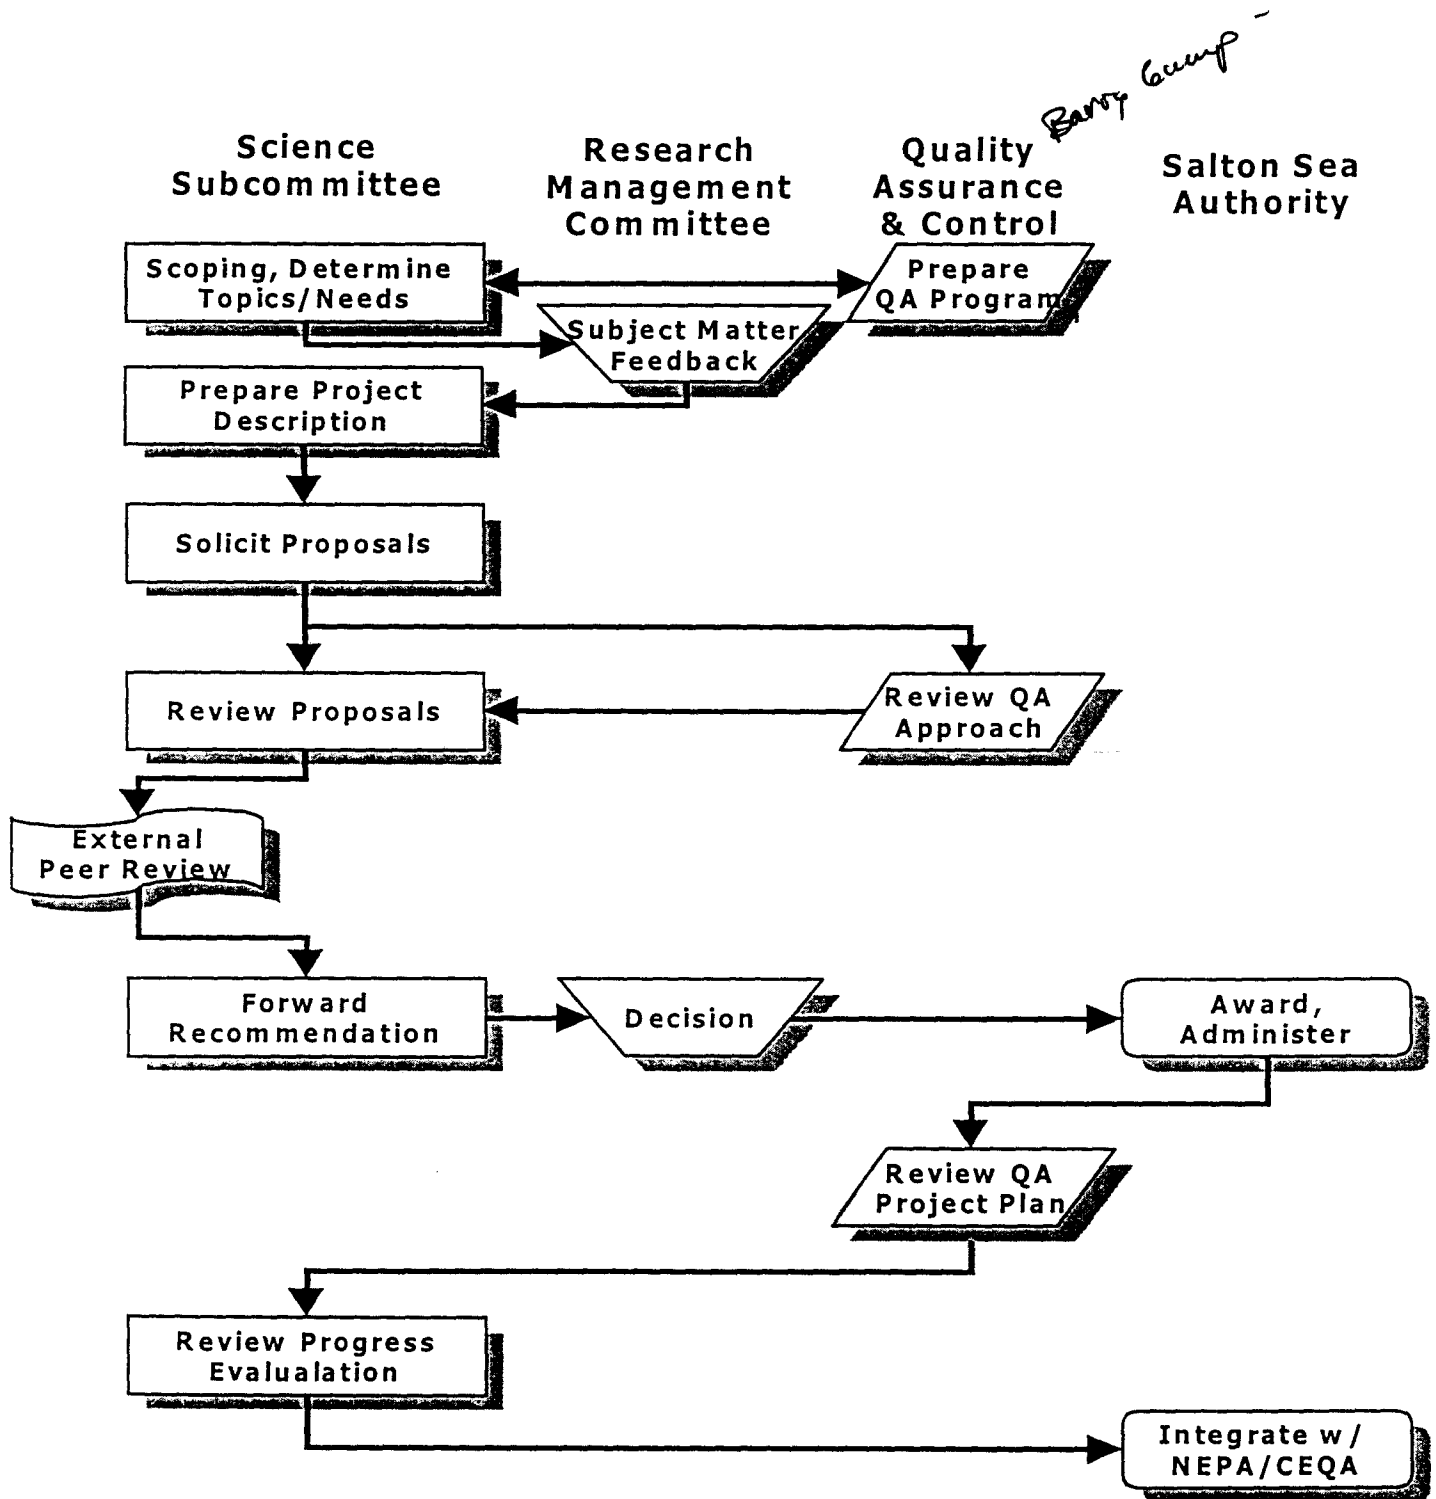 Science
Subcommittee
Research
Management
Committee
Quality
Assurance
& Control
Barry
Salton Sea
Authority
Scoping, Determine
Topics/Needs
Prepare
QA Program
Subject Matter
Feedback
Prepare Project
Description
Solicit Proposals
Review Proposals
Review QA
Approach
External
Peer Review
Forward
Recommendation
Decision
Award,
Administer
Review QA
Project Plan
Review Progress
Evalualation
Integrate w/
NEPA/CEQA